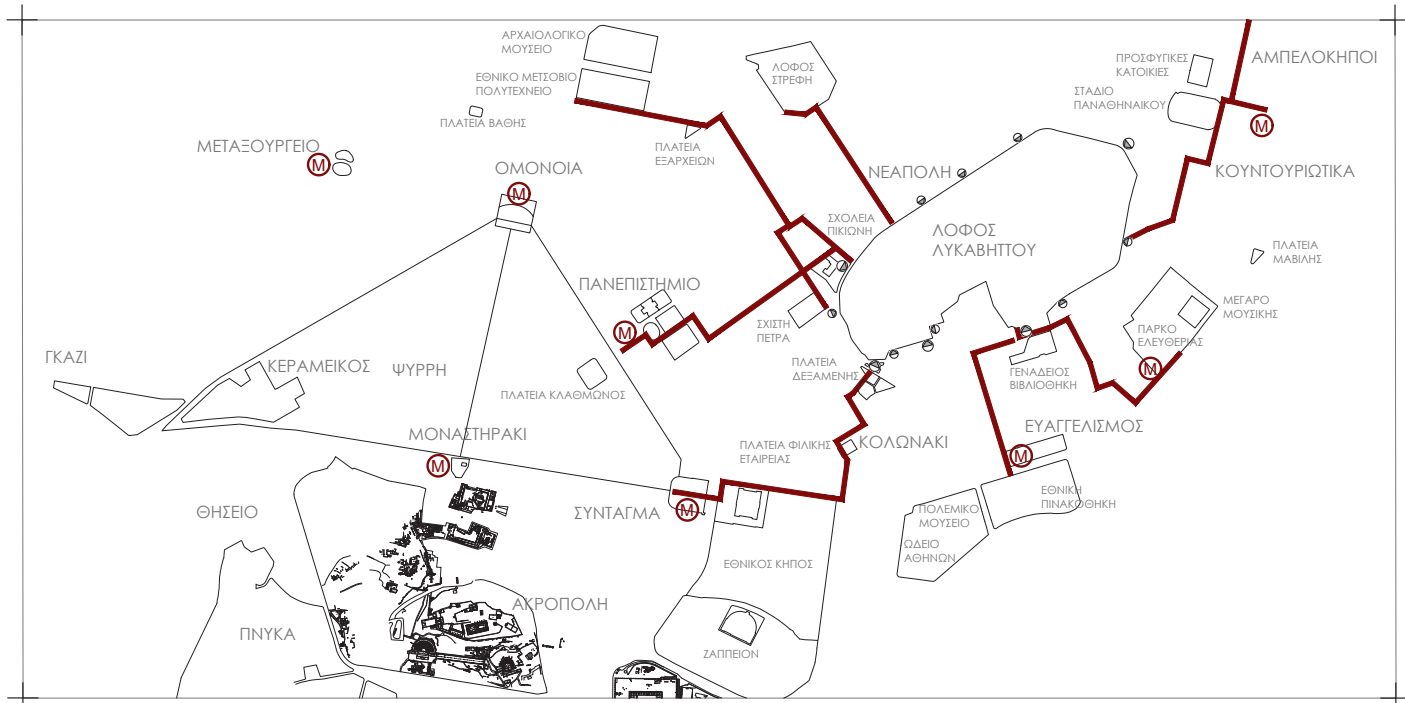 ΑΡΧΑΙΟΛΟΓΙΚΟ
ΜΟΥΣΕΙΟ
ΕΘΝΙΚΟ ΜΕΤΣΟΒΙΟ
ΠΟΛΥΤΕΧΝΕΙΟ
ΛΟΦΟΣ
ΣΤΡΕΦΗ
ΠΡΟΣΦΥΓΙΚΕΣ
ΚΑΤΟΙΚΙΕΣ
ΑΜΠΕΛΟΚΗΠΟΙ
ΣΤΑΔΙΟ
ΠΑΝΑΘΗΝΑΙΚΟΥ
M
ΠΛΑΤΕΙΑ ΒΑΘΗΣ
ΜΕΤΑΞΟΥΡΓΕΙΟ
M
ΠΛΑΤΕΙΑ
ΕΞΑΡΧΕΙΩΝ
ΟΜΟΝΟΙΑ
M
ΝΕΑΠΟΛΗ
ΚΟΥΝΤΟΥΡΙΩΤΙΚΑ
ΣΧΟΛΕΙΑ
ΠΙΚΙΩΝΗ
ΛΟΦΟΣ
ΛΥΚΑΒΗΤΤΟΥ
ΠΛΑΤΕΙΑ
ΜΑΒΙΛΗΣ
ΠΑΝΕΠΙΣΤΗΜΙΟ
M
ΜΕΓΑΡΟ
ΜΟΥΣΙΚΗΣ
ΣΧΙΣΤΗ
ΠΕΤΡΑ
ΠΑΡΚΟ
ΕΛΕΥΘΕΡΙΑΣ
M
ΓΚΑΖΙ
ΚΕΡΑΜΕΙΚΟΣ
ΨΥΡΡΗ
ΠΛΑΤΕΙΑ
ΔΕΞΑΜΕΝΗΣ
ΓΕΝΑΔΕΙΟΣ
ΒΙΒΛΙΟΘΗΚΗ
ΠΛΑΤΕΙΑ ΚΛΑΘΜΩΝΟΣ
ΜΟΝΑΣΤΗΡΑΚΙ
M
ΠΛΑΤΕΙΑ ΦΙΛΙΚΗΣ
ΕΤΑΙΡΕΙΑΣ
ΚΟΛΩΝΑΚΙ
ΕΥΑΓΓΕΛΙΣΜΟΣ
M
ΘΗΣΕΙΟ
ΣΥΝΤΑΓΜΑ
M
ΕΘΝΙΚΗ
ΠΙΝΑΚΟΘΗΚΗ
ΠΟΛΕΜΙΚΟ
ΜΟΥΣΕΙΟ
ΩΔΕΙΟ
ΑΘΗΝΩΝ
ΕΘΝΙΚΟΣ ΚΗΠΟΣ
ΑΚΡΟΠΟΛΗ
ΠΝΥΚΑ
ΖΑΠΠΕΙΟΝ